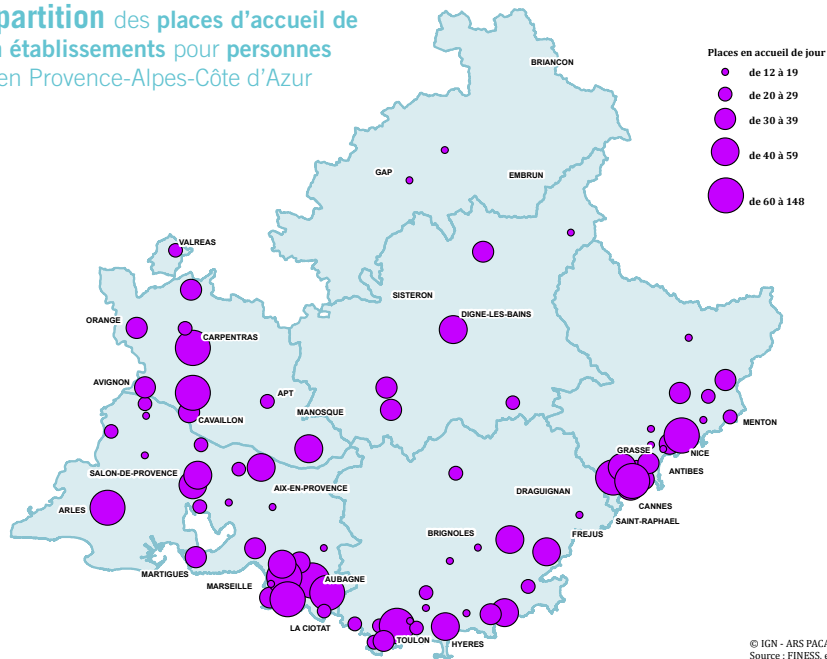 partition des places d'accueil de
établissements pour personnes
en Provence-Alpes-Côte d'Azur
Places en accueil de jour
de 12 à 19
de 20 à 29
de 30 à 39
de 40 à 59
de 60 à 148
BRIANCON
GAP
EMBRUN
VALREAS
SISTERON
ORANGE
DIGNE-LES-BAINS
CARPENTRAS
AVIGNON
APT
MANOSQUE
CAVAILLON
MENTON
NICE
GRASSE
ANTIBES
SALON-DE-PROVENCE
AIX-EN-PROVENCE
DRAGUIGNAN
CANNES
ARLES
SAINT-RAPHAEL
FREJUS
BRIGNOLES
MARTIGUES
MARSEILLE
AUBAGNE
LA CIOTAT
TOULON
HYERES
© IGN - ARS PACA
Source : FINESS, e